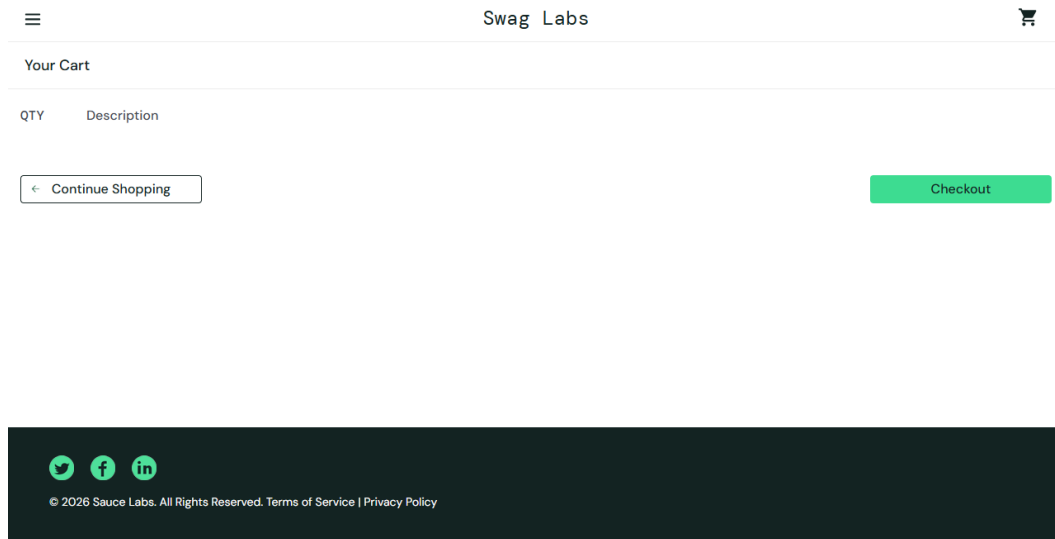 Swag Labs
Your Cart
QTY Description
Continue Shopping Checkout
© 2026 Sauce Labs. All Rights Reserved. Terms of Service | Privacy Policy